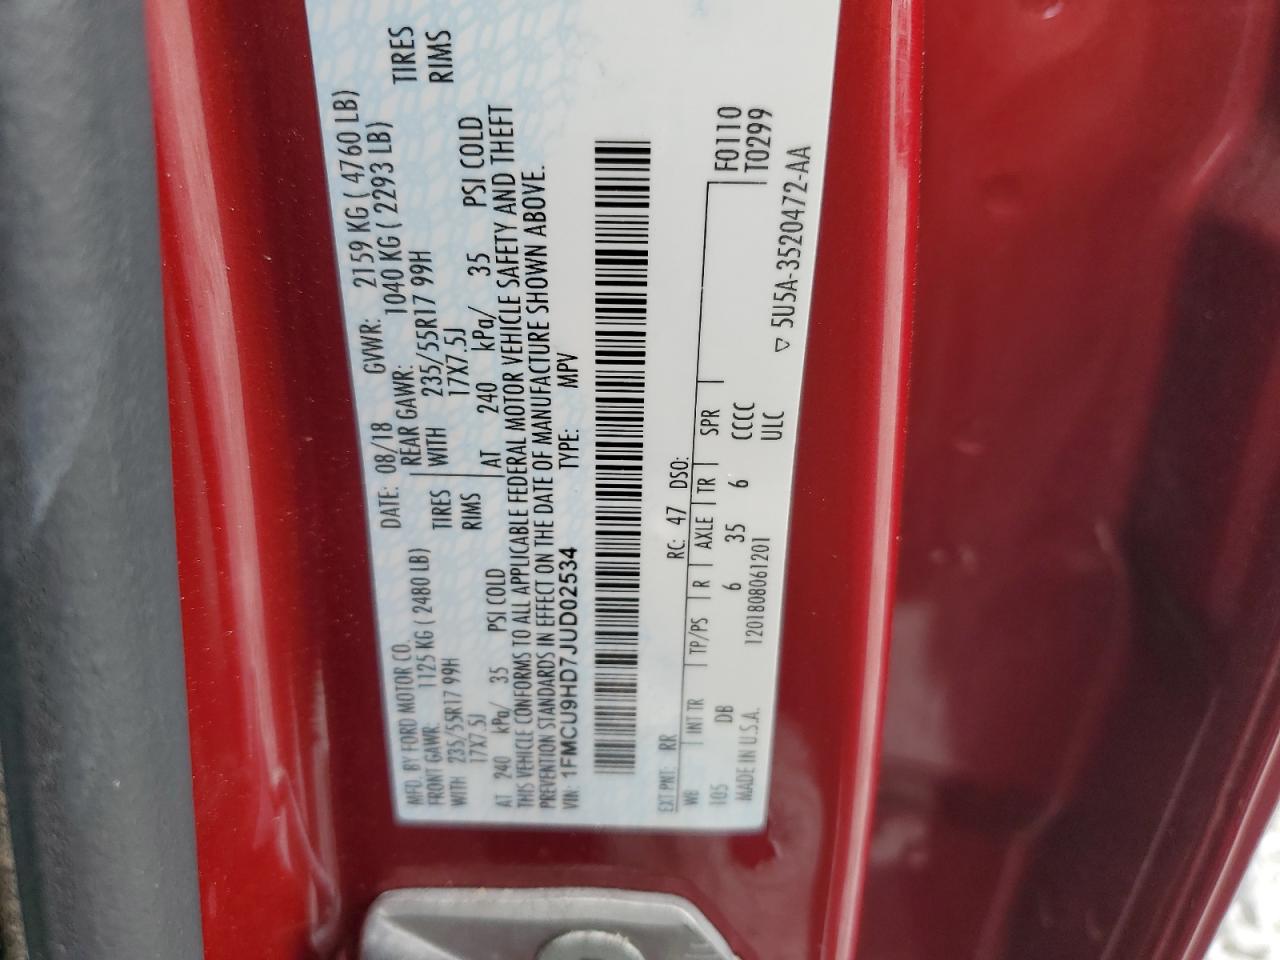 MFD. BY FORD MOTOR CO.
DATE: 08/18 GVWR: 2159 KG ( 4760 LB)
FRONT GAWR: 1125 KG ( 2480 LB) REAR GAWR: 1040 KG ( 2293 LB)
WITH 235/55R17 99H TIRES WITH 235/55R17 99H TIRES
17X7.5J RIMS 17X7.5J RIMS
AT 240 kPa/ 35 PSI COLD AT 240 kPa/ 35 PSI COLD
THIS VEHICLE CONFORMS TO ALL APPLICABLE FEDERAL MOTOR VEHICLE SAFETY AND THEFT
PREVENTION STANDARDS IN EFFECT ON THE DATE OF MANUFACTURE SHOWN ABOVE.
VIN: 1FMCU9HD7JUD02534 TYPE: MPV
EXT PNT: RR RC: 47 DSO: F0110
WB INT TR TP/PS R AXLE TR SPR T0299
105 DB 6 35 6 CCCC
MADE IN U.S.A. 1201808061201 ULC
▽ 5U5A-3520472-AA